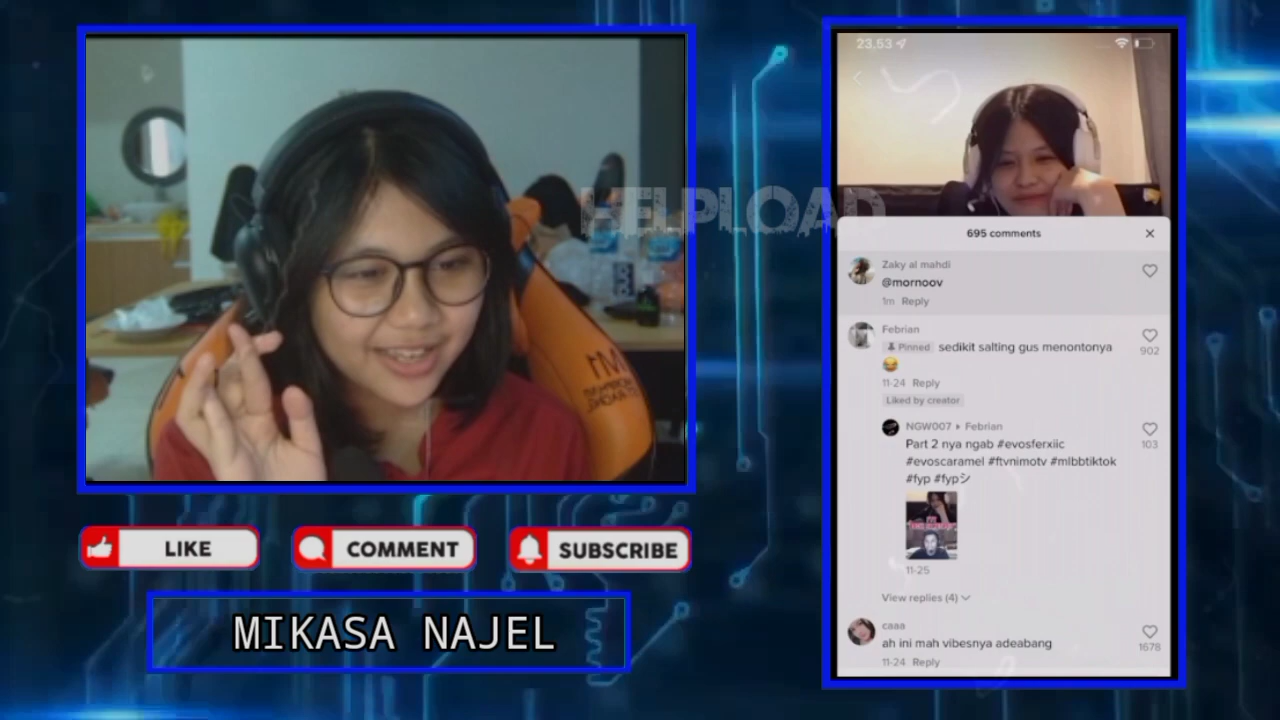 HELPLOAD
LIKE
COMMENT
SUBSCRIBE
MIKASA NAJEL
23.53
695 comments
Zaky al mahdi
@mornoov
1m Reply
Febrian
Pinned sedikit salting gus menontonya
😂
902
11-24 Reply
Liked by creator
NGW007 ▸ Febrian
Part 2 nya ngab #evosferxiic
#evoscaramel #ftvnimotv #mlbbtiktok
#fyp #fypシ
103
11-25
View replies (4)
caaa
ah ini mah vibesnya adeabang
1678
11-24 Reply